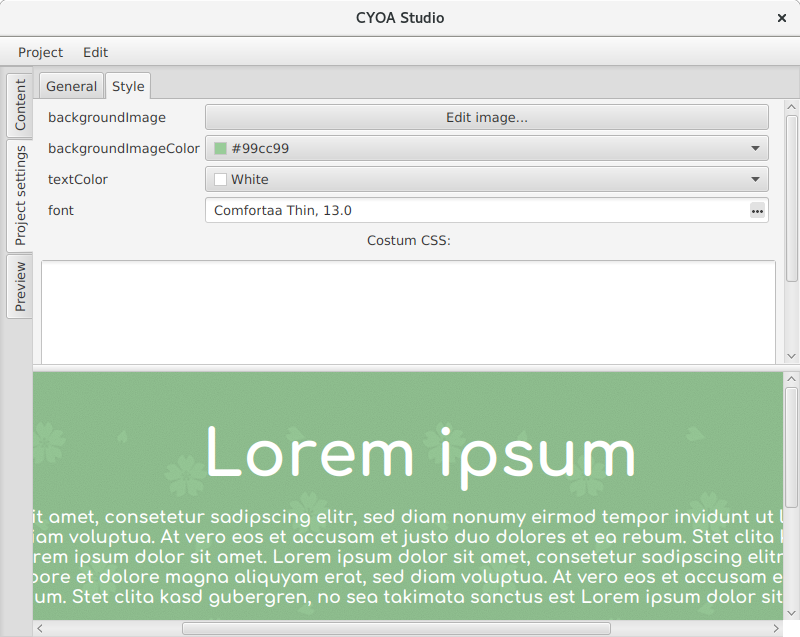 CYOA Studio
Project Edit
Content
Project settings
Preview
General Style
backgroundImage Edit image...
backgroundImageColor #99cc99
textColor White
font Comfortaa Thin, 13.0
Costum CSS:
Lorem ipsum
it amet, consetetur sadipscing elitr, sed diam nonumy eirmod tempor invidunt ut l
iam voluptua. At vero eos et accusam et justo duo dolores et ea rebum. Stet clita k
rem ipsum dolor sit amet. Lorem ipsum dolor sit amet, consetetur sadipscing elitr
ore et dolore magna aliquyam erat, sed diam voluptua. At vero eos et accusam e
um. Stet clita kasd gubergren, no sea takimata sanctus est Lorem ipsum dolor sit